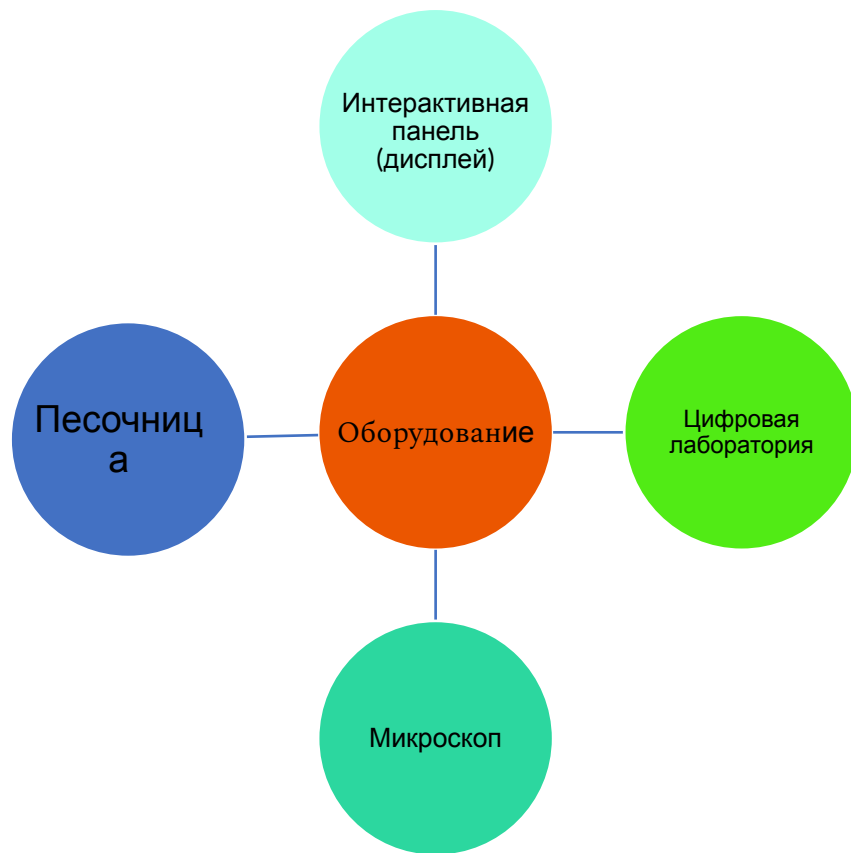 Интерактивная
панель
(дисплей)
Песочниц
а
Оборудование
Цифровая
лаборатория
Микроскоп